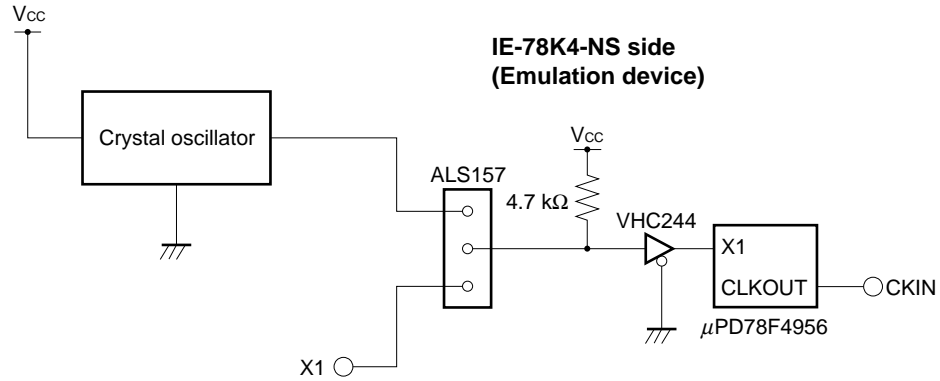 VCC
IE-78K4-NS side
(Emulation device)
Crystal oscillator
VCC
ALS157
4.7 kΩ
VHC244
X1
CLKOUT
CKIN
μPD78F4956
X1